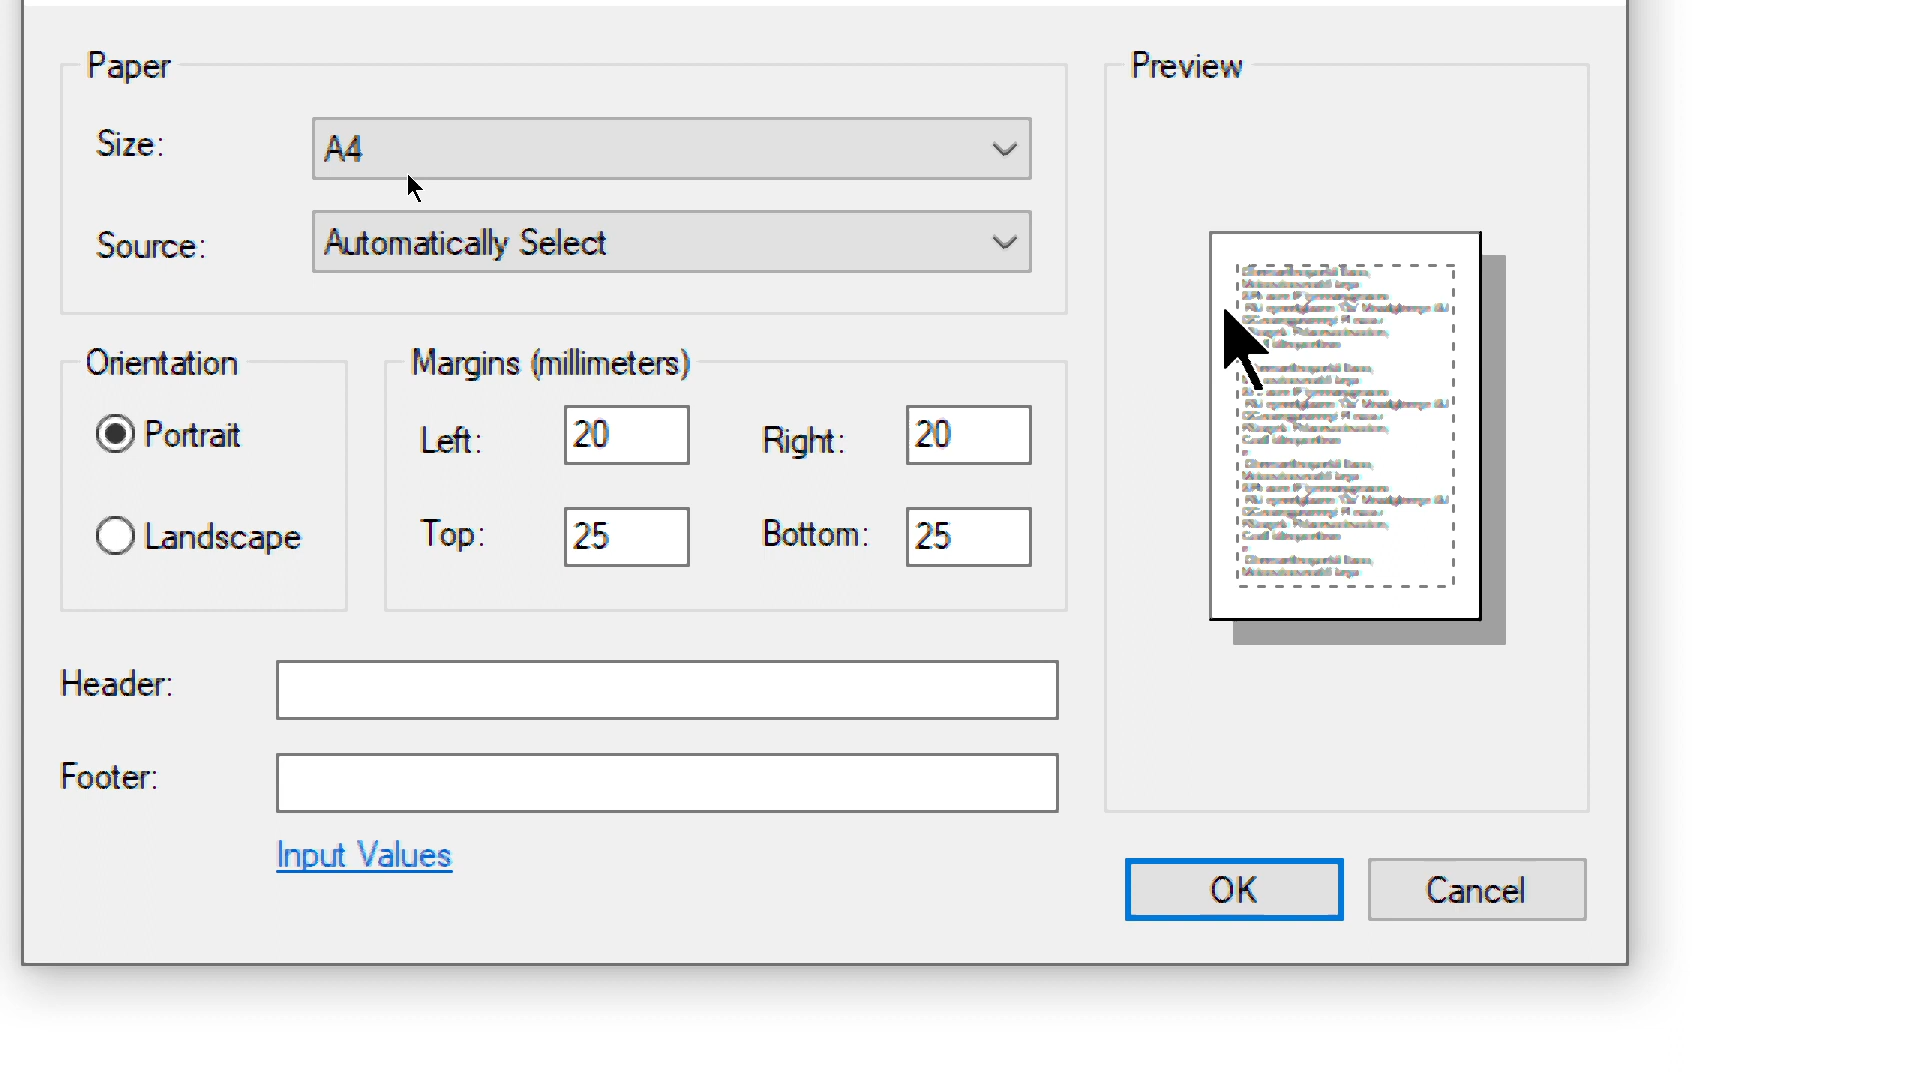 Paper
Size:
A4
Source:
Automatically Select
Orientation
Portrait
Landscape
Margins (millimeters)
Left:
20
Right:
20
Top:
25
Bottom:
25
Header:
Footer:
Input Values
Preview
OK
Cancel